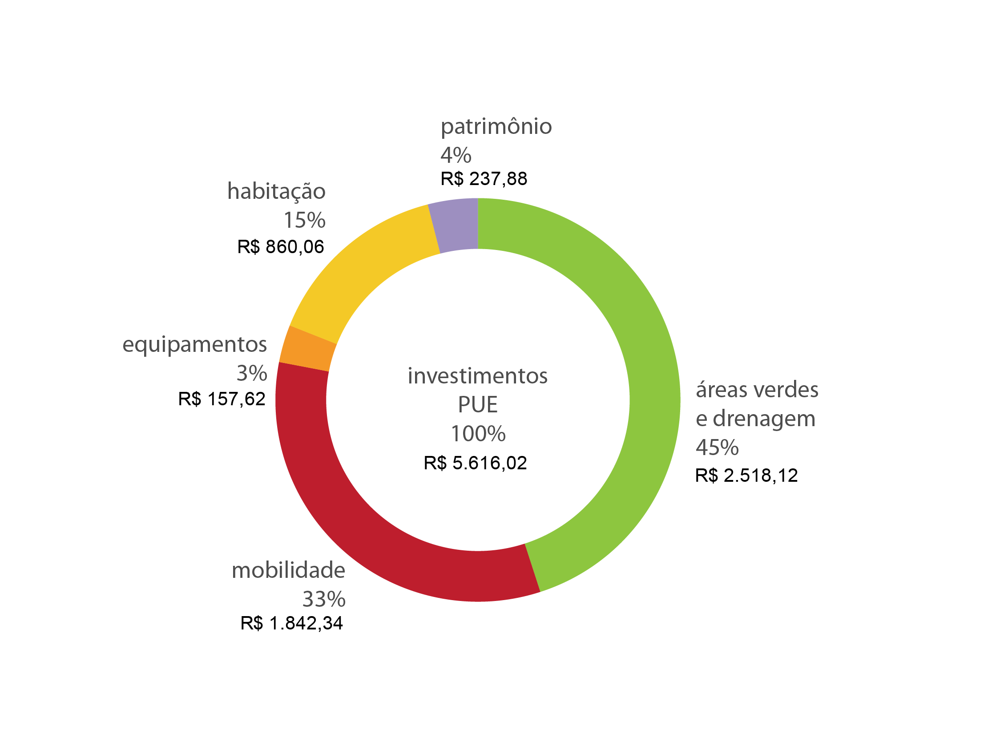 patrimônio
4%
R$ 237,88
habitação
15%
R$ 860,06
equipamentos
3%
R$ 157,62
investimentos
PUE
100%
R$ 5.616,02
áreas verdes
e drenagem
45%
R$ 2.518,12
mobilidade
33%
R$ 1.842,34